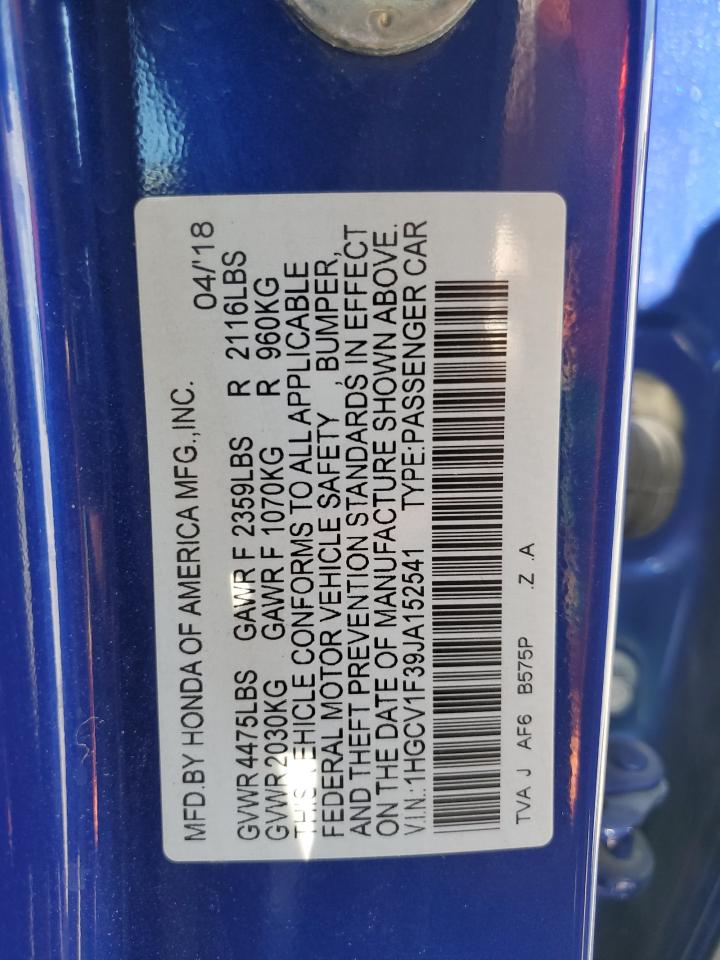 MFD.BY HONDA OF AMERICA MFG.,INC. 04/'18
GVWR 4475LBS GAWR F 2359LBS R 2116LBS
GVWR 2030KG GAWR F 1070KG R 960KG
THIS VEHICLE CONFORMS TO ALL APPLICABLE
FEDERAL MOTOR VEHICLE SAFETY , BUMPER,
AND THEFT PREVENTION STANDARDS IN EFFECT
ON THE DATE OF MANUFACTURE SHOWN ABOVE.
V.I.N.:1HGCV1F39JA152541 TYPE:PASSENGER CAR
TVA J AF6 B575P .Z .A